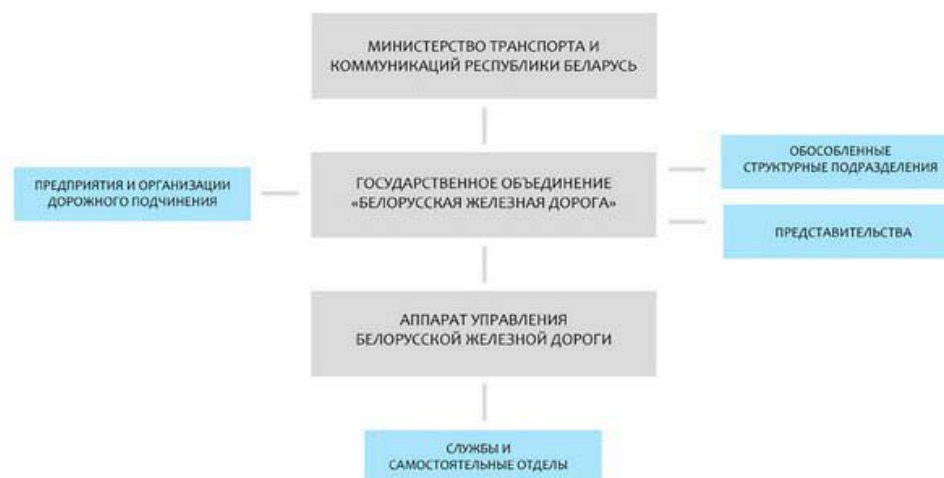 МИНИСТЕРСТВО ТРАНСПОРТА И
КОММУНИКАЦИЙ РЕСПУБЛИКИ БЕЛАРУСЬ
ПРЕДПРИЯТИЯ И ОРГАНИЗАЦИИ
ДОРОЖНОГО ПОДЧИНЕНИЯ
ГОСУДАРСТВЕННОЕ ОБЪЕДИНЕНИЕ
«БЕЛОРУССКАЯ ЖЕЛЕЗНАЯ ДОРОГА»
ОБОСОБЛЕННЫЕ
СТРУКТУРНЫЕ ПОДРАЗДЕЛЕНИЯ
ПРЕДСТАВИТЕЛЬСТВА
АППАРАТ УПРАВЛЕНИЯ
БЕЛОРУССКОЙ ЖЕЛЕЗНОЙ ДОРОГИ
СЛУЖБЫ И
САМОСТОЯТЕЛЬНЫЕ ОТДЕЛЫ